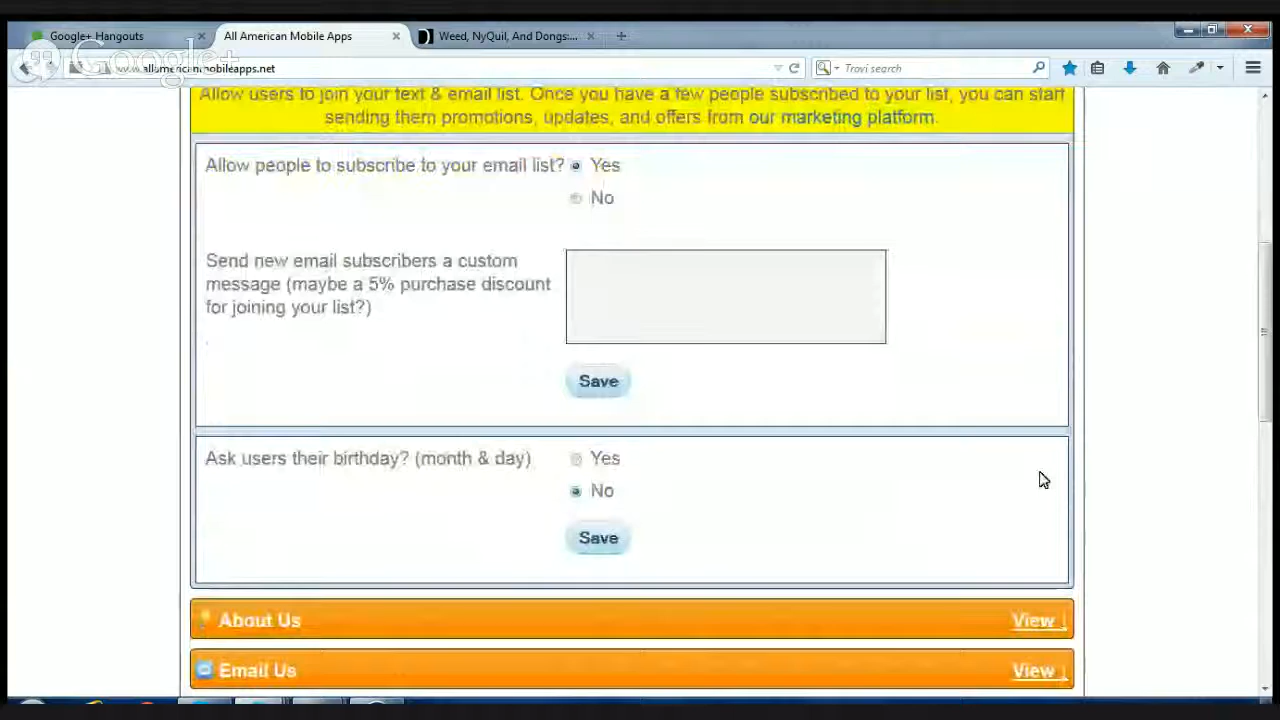 Google+ Hangouts
All American Mobile Apps
Weed, NyQuil, And Dongs:...
Google+
www.allamericanmobileapps.net
Trovi search
Allow users to join your text & email list. Once you have a few people subscribed to your list, you can start
sending them promotions, updates, and offers from our marketing platform.
Allow people to subscribe to your email list?
Yes
No
Send new email subscribers a custom
message (maybe a 5% purchase discount
for joining your list?)
Save
Ask users their birthday? (month & day)
Yes
No
Save
About Us
View ↓
Email Us
View ↓